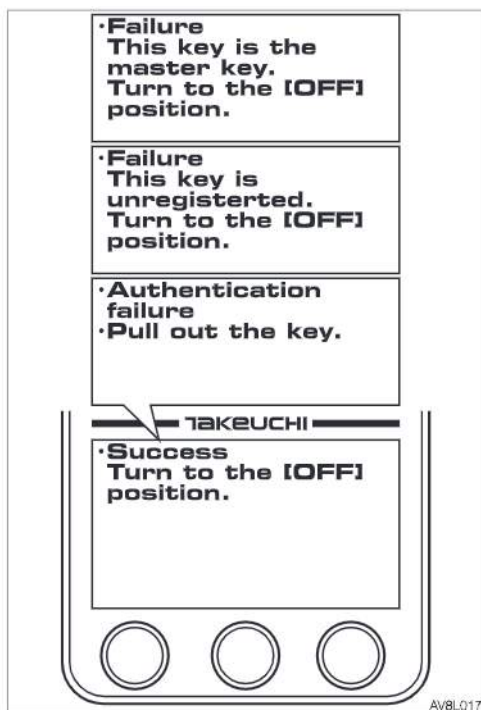 ·Failure
This key is the
master key.
Turn to the [OFF]
position.
·Failure
This key is
unregisterted.
Turn to the [OFF]
position.
·Authentication
failure
·Pull out the key.
TAKEUCHI
·Success
Turn to the [OFF]
position.
AV8L017